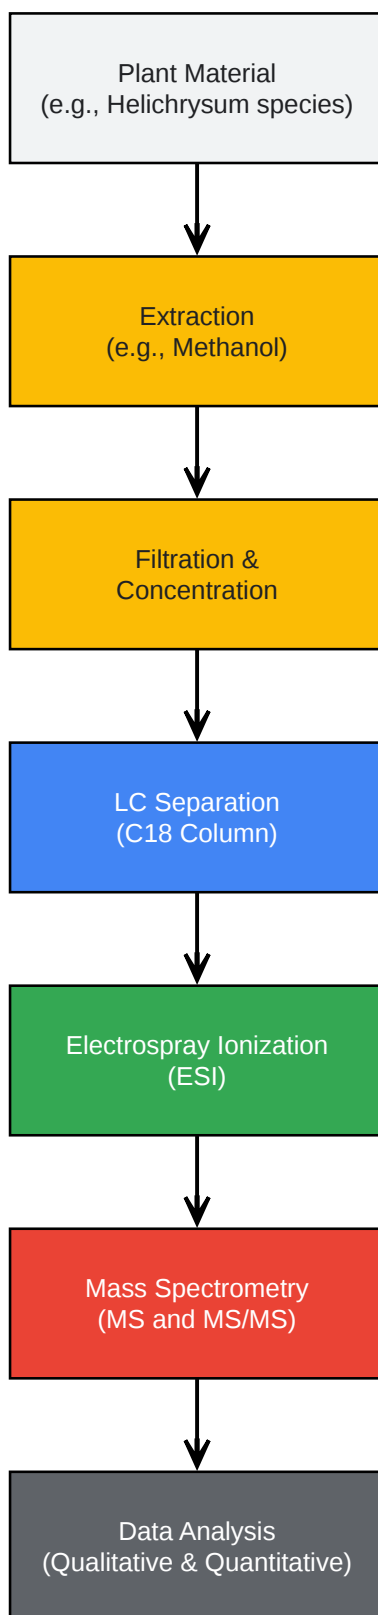 Plant Material
(e.g., Helichrysum species)
Extraction
(e.g., Methanol)
Filtration &
Concentration
LC Separation
(C18 Column)
Electrospray Ionization
(ESI)
Mass Spectrometry
(MS and MS/MS)
Data Analysis
(Qualitative & Quantitative)